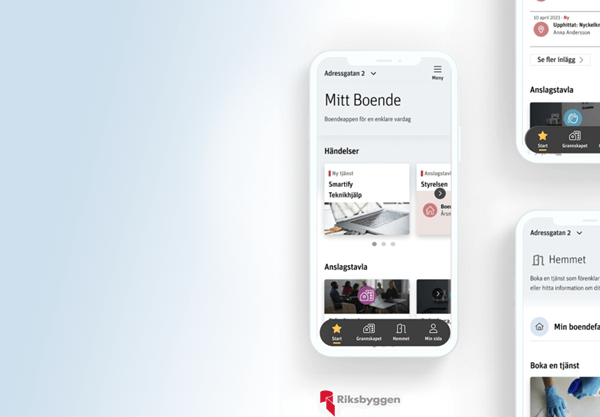 Adressgatan 2
Meny
Mitt Boende
Boendeappen för en enklare vardag
Händelser
Ny tjänst
Smartify
Teknikhjälp
Anslagstavl
Styrelsen
Boe
Årsm
Anslagstavla
Start
Grannskapet
Hemmet
Min sida
Riksbyggen
10 april 2023 · Ny
Upphittat: Nyckelkn
Anna Andersson
Se fler inlägg
Anslagstavla
Start
Grannskapet
Adressgatan 2
Hemmet
Boka en tjänst som förenklar
eller hitta information om dit
Min boendefa
Boka en tjänst